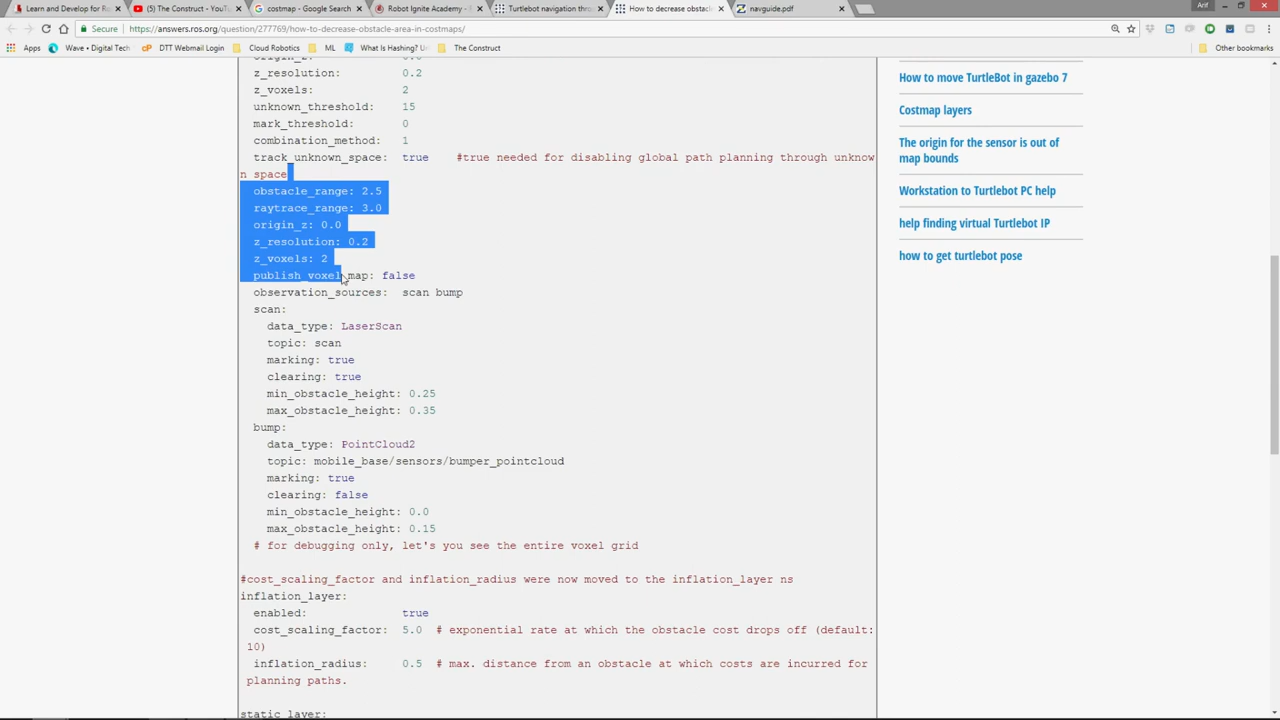 Learn and Develop for Ro
(5) The Construct - YouTu
costmap - Google Search
Robot Ignite Academy - R
Turtlebot navigation thro
How to decrease obstacle
navguide.pdf
Arif
Secure
https://answers.ros.org/question/277769/how-to-decrease-obstacle-area-in-costmaps/
Apps
Wave • Digital Tech
DTT Webmail Login
Cloud Robotics
ML
What Is Hashing?
The Construct
Other bookmarks
z_resolution: 0.2
z_voxels: 2
unknown_threshold: 15
mark_threshold: 0
combination_method: 1
track_unknown_space: true #true needed for disabling global path planning through unknow
n space
obstacle_range: 2.5
raytrace_range: 3.0
origin_z: 0.0
z_resolution: 0.2
z_voxels: 2
publish_voxel_map: false
observation_sources: scan bump
scan:
data_type: LaserScan
topic: scan
marking: true
clearing: true
min_obstacle_height: 0.25
max_obstacle_height: 0.35
bump:
data_type: PointCloud2
topic: mobile_base/sensors/bumper_pointcloud
marking: true
clearing: false
min_obstacle_height: 0.0
max_obstacle_height: 0.15
# for debugging only, let's you see the entire voxel grid
#cost_scaling_factor and inflation_radius were now moved to the inflation_layer ns
inflation_layer:
enabled: true
cost_scaling_factor: 5.0 # exponential rate at which the obstacle cost drops off (default:
10)
inflation_radius: 0.5 # max. distance from an obstacle at which costs are incurred for
planning paths.
static_layer:
How to move TurtleBot in gazebo 7
Costmap layers
The origin for the sensor is out of
map bounds
Workstation to Turtlebot PC help
help finding virtual Turtlebot IP
how to get turtlebot pose